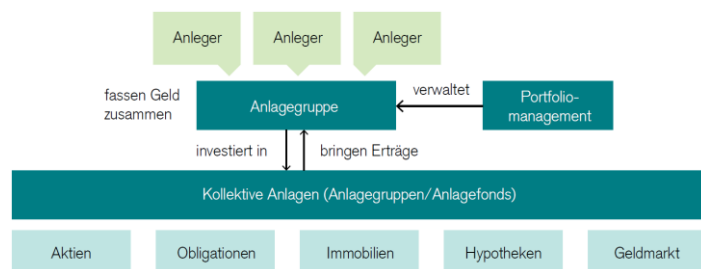 Anleger
Anleger
Anleger
fassen Geld
zusammen
Anlagegruppe
verwaltet
Portfolio-
management
investiert in
bringen Erträge
Kollektive Anlagen (Anlagegruppen/Anlagefonds)
Aktien
Obligationen
Immobilien
Hypotheken
Geldmarkt